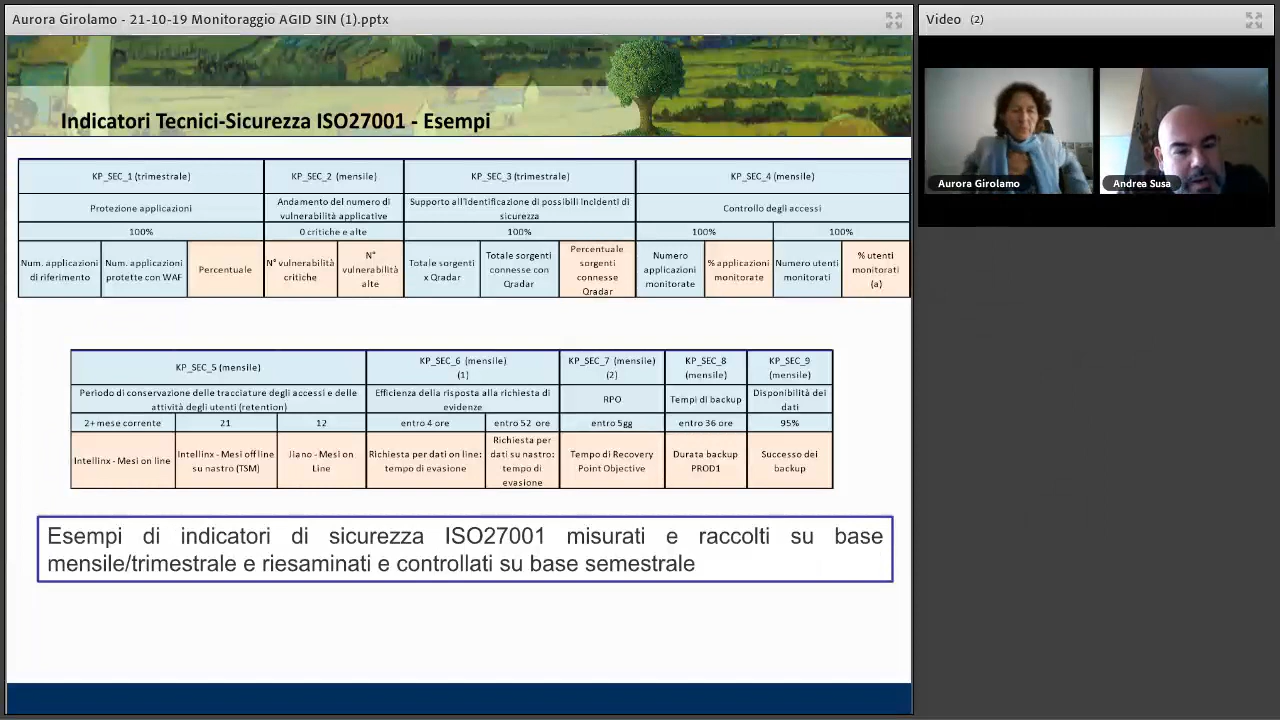 Aurora Girolamo - 21-10-19 Monitoraggio AGID SIN (1).pptx
Video (2)
Aurora Girolamo
Andrea Susa
Indicatori Tecnici-Sicurezza ISO27001 - Esempi
KP_SEC_1 (trimestrale)
KP_SEC_2 (mensile)
KP_SEC_3 (trimestrale)
KP_SEC_4 (mensile)
Protezione applicazioni
Andamento del numero di
vulnerabilità applicative
Supporto all'identificazione di possibili incidenti di
sicurezza
Controllo degli accessi
100%
0 critiche e alte
100%
100%
100%
Num. applicazioni
di riferimento
Num. applicazioni
protette con WAF
Percentuale
N° vulnerabilità
critiche
N°
vulnerabilità
alte
Totale sorgenti
x Qradar
Totale sorgenti
connesse con
Qradar
Percentuale
sorgenti
connesse
Qradar
Numero
applicazioni
monitorate
% applicazioni
monitorate
Numero utenti
monitorati
% utenti
monitorati
(a)
KP_SEC_5 (mensile)
KP_SEC_6 (mensile)
(1)
KP_SEC_7 (mensile)
(2)
KP_SEC_8
(mensile)
KP_SEC_9
(mensile)
Periodo di conservazione delle tracciature degli accessi e delle
attività degli utenti (retention)
Efficienza della risposta alla richiesta di
evidenze
RPO
Tempi di backup
Disponibilità dei
dati
2+ mese corrente
21
12
entro 4 ore
entro 52 ore
entro 5gg
entro 36 ore
95%
Intellinx - Mesi on line
Intellinx - Mesi off line
su nastro (TSM)
Jiano - Mesi on
Line
Richiesta per dati on line:
tempo di evasione
Richiesta per
dati su nastro:
tempo di
evasione
Tempo di Recovery
Point Objective
Durata backup
PROD1
Successo dei
backup
Esempi di indicatori di sicurezza ISO27001 misurati e raccolti su base
mensile/trimestrale e riesaminati e controllati su base semestrale